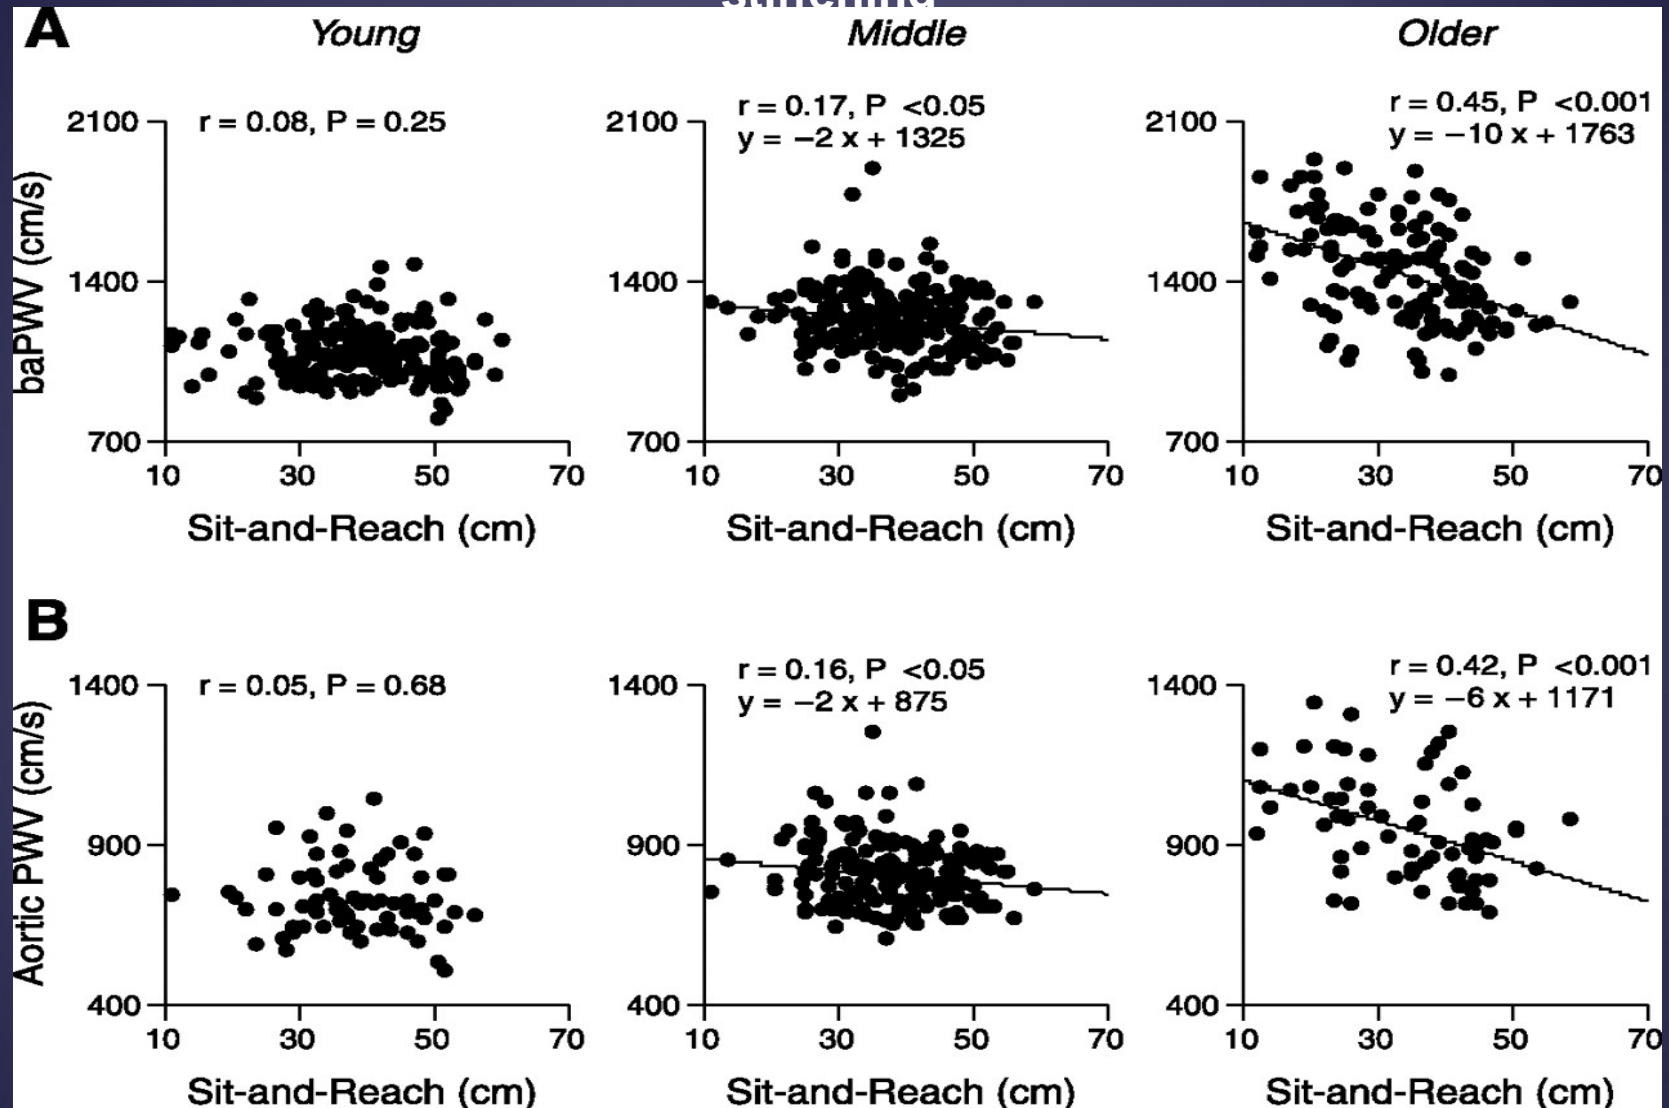 A
Young
Middle
Older
r = 0.08, P = 0.25
r = 0.17, P <0.05
y = −2 x + 1325
r = 0.45, P <0.001
y = −10 x + 1763
baPWV (cm/s)
2100
1400
700
10 30 50 70
Sit-and-Reach (cm)
2100
1400
700
10 30 50 70
Sit-and-Reach (cm)
2100
1400
700
10 30 50 70
Sit-and-Reach (cm)
B
r = 0.05, P = 0.68
r = 0.16, P <0.05
y = −2 x + 875
r = 0.42, P <0.001
y = −6 x + 1171
Aortic PWV (cm/s)
1400
900
400
10 30 50 70
Sit-and-Reach (cm)
1400
900
400
10 30 50 70
Sit-and-Reach (cm)
1400
900
400
10 30 50 70
Sit-and-Reach (cm)